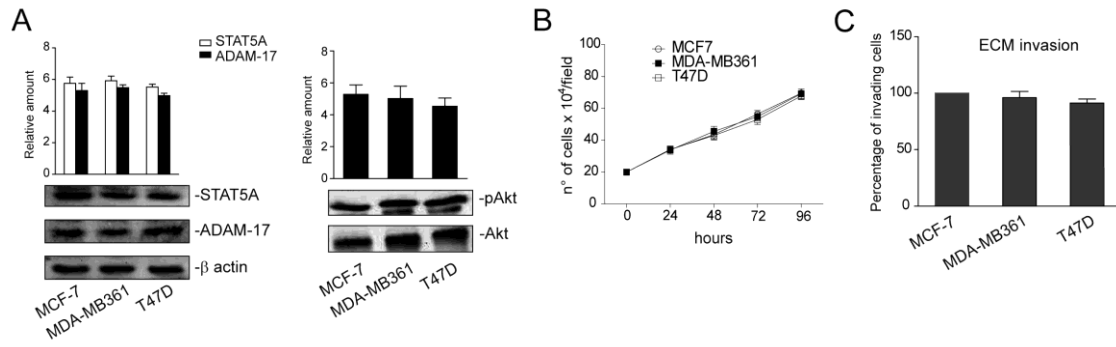 A
STAT5A
ADAM-17
Relative amount
8
6
4
2
0
-STAT5A
-ADAM-17
-β actin
MCF-7
MDA-MB361
T47D
Relative amount
8
6
4
2
0
-pAkt
-Akt
MCF-7
MDA-MB361
T47D
B
MCF7
MDA-MB361
T47D
n° of cells x 10⁴/field
100
80
60
40
20
0
0 24 48 72 96
hours
C
ECM invasion
Percentage of invading cells
150
100
50
0
MCF-7
MDA-MB361
T47D